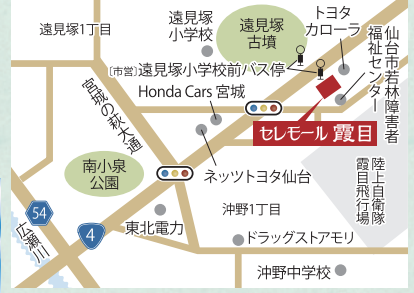 遠見塚1丁目
遠見塚
小学校
遠見塚
古墳
トヨタ
カローラ
仙台市若林障害者
福祉センター
［市営］遠見塚小学校前バス停
宮城の萩大通
Honda Cars 宮城
セレモール 霞目
陸上自衛隊
霞目飛行場
南小泉
公園
ネッツトヨタ仙台
沖野1丁目
54
広瀬川
4
東北電力
ドラッグストアモリ
沖野中学校